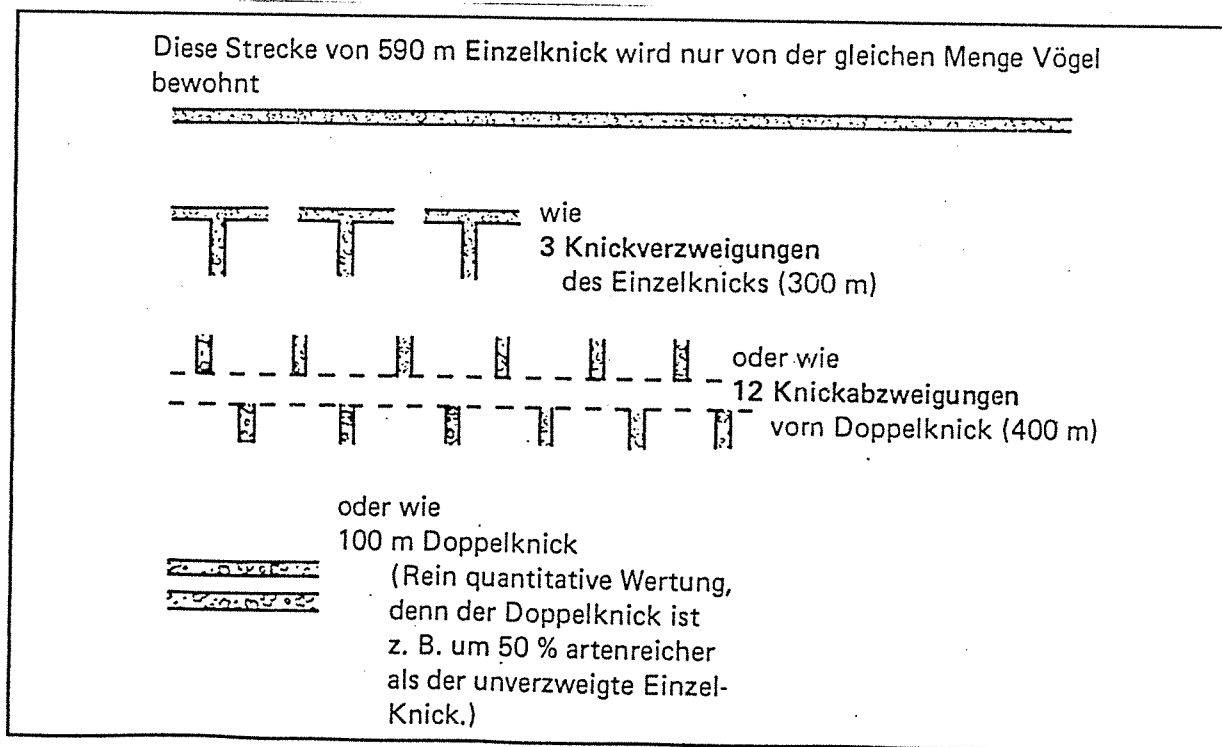 Diese Strecke von 590 m Einzelknick wird nur von der gleichen Menge Vögel
bewohnt
wie
3 Knickverzweigungen
des Einzelknicks (300 m)
oder wie
12 Knickabzweigungen
vorn Doppelknick (400 m)
oder wie
100 m Doppelknick
(Rein quantitative Wertung,
denn der Doppelknick ist
z. B. um 50 % artenreicher
als der unverzweigte Einzel-
Knick.)